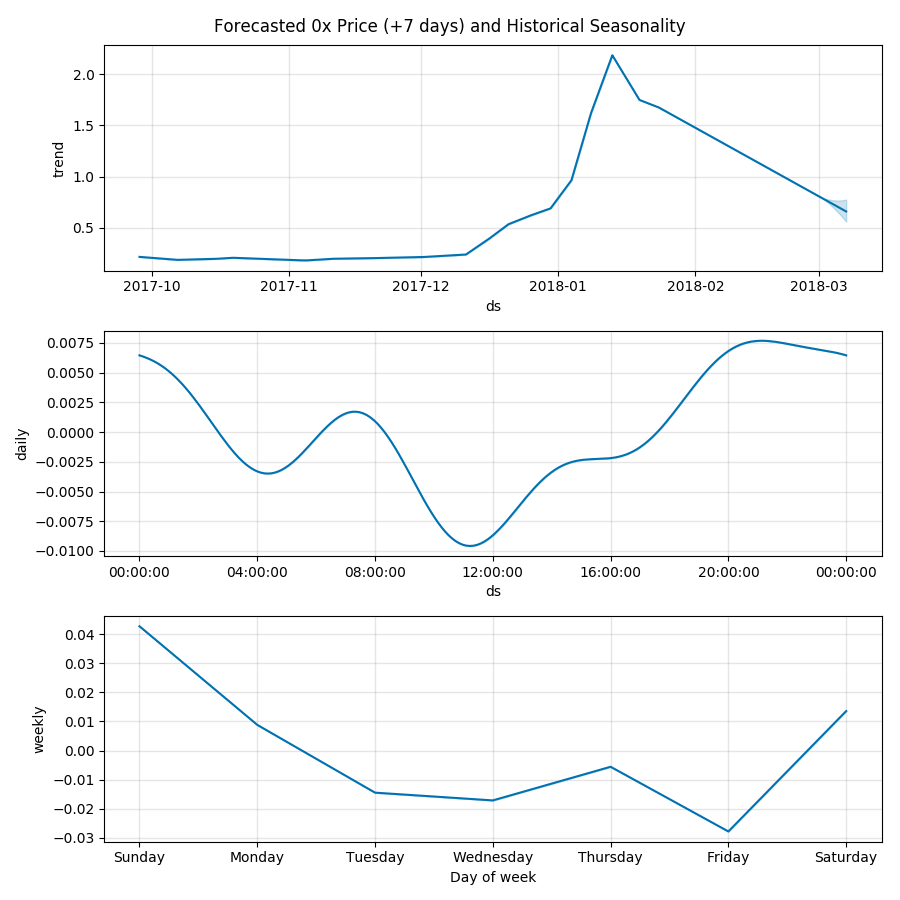 Forecasted 0x Price (+7 days) and Historical Seasonality
2.0
1.5
1.0
0.5
trend
2017-10 2017-11 2017-12 2018-01 2018-02 2018-03
ds
0.0075
0.0050
0.0025
0.0000
−0.0025
−0.0050
−0.0075
−0.0100
daily
00:00:00 04:00:00 08:00:00 12:00:00 16:00:00 20:00:00 00:00:00
ds
0.04
0.03
0.02
0.01
0.00
−0.01
−0.02
−0.03
weekly
Sunday Monday Tuesday Wednesday Thursday Friday Saturday
Day of week